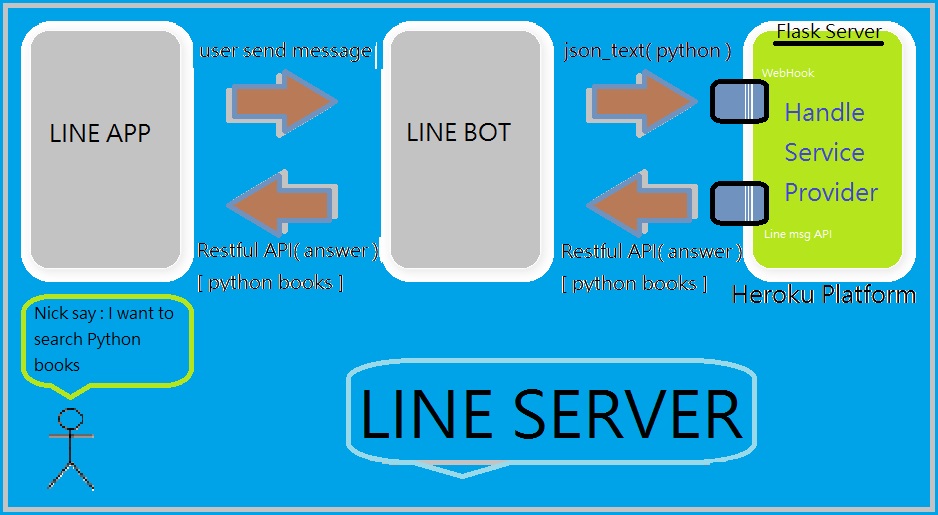 Flask Server
user send message
json_text( python )
WebHook
LINE APP
LINE BOT
Handle
Service
Provider
Line msg API
Restful API( answer )
[ python books ]
Restful API( answer )
[ python books ]
Heroku Platform
Nick say : I want to
search Python
books
LINE SERVER